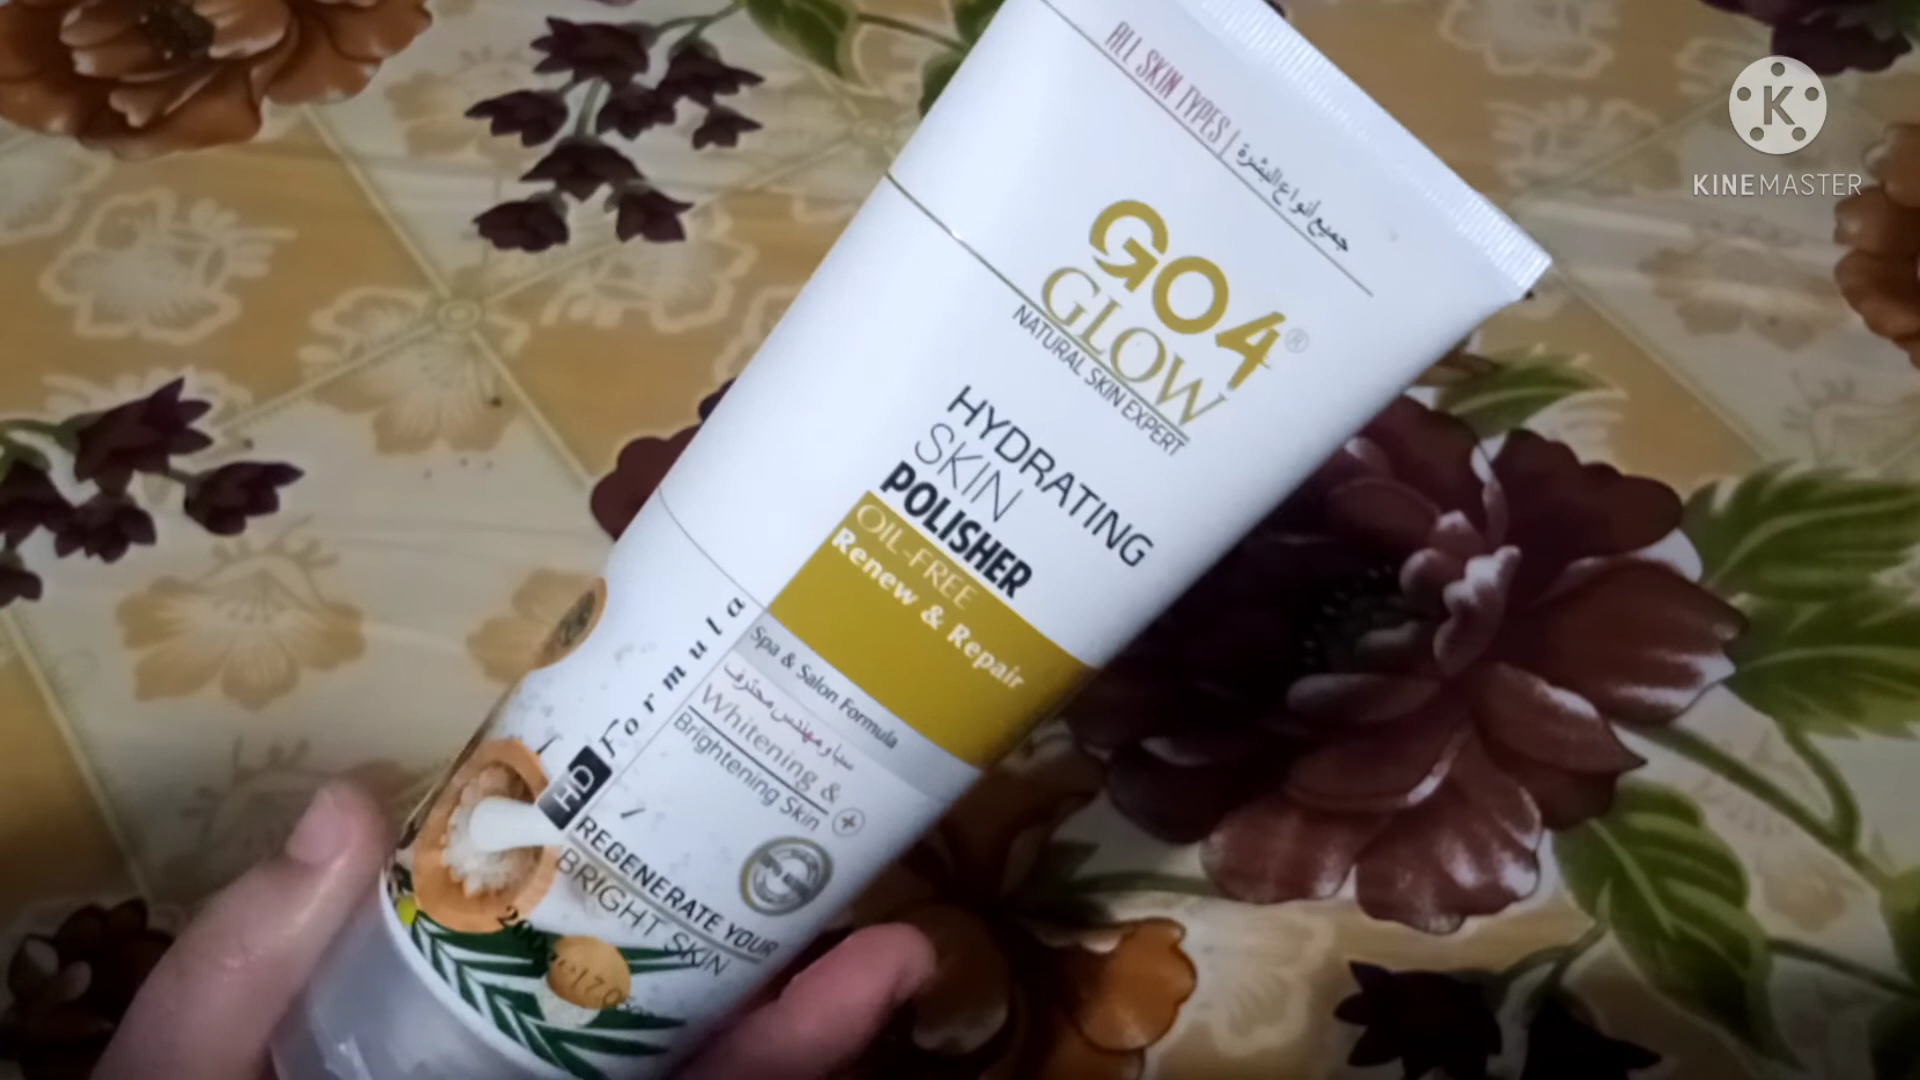 ALL SKIN TYPES | جميع أنواع البشرة
GO4
GLOW®
NATURAL SKIN EXPERT
HYDRATING
SKIN
POLISHER
OIL-FREE
Renew & Repair
Spa & Salon Formula
سبا ومهندس محترف
Whitening &
Brightening Skin
HD Formula
REGENERATE YOUR
BRIGHT SKIN
K
KINEMASTER